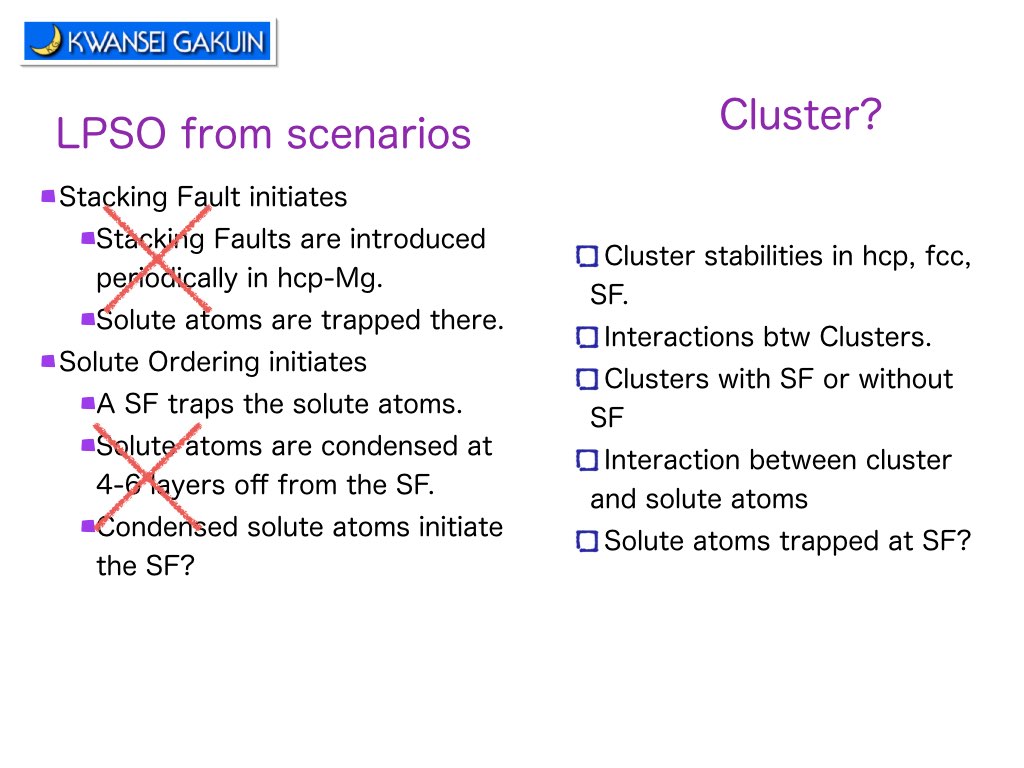 KWANSEI GAKUIN
LPSO from scenarios
Stacking Fault initiates
Stacking Faults are introduced
periodically in hcp-Mg.
Solute atoms are trapped there.
Solute Ordering initiates
A SF traps the solute atoms.
Solute atoms are condensed at
4-6 layers off from the SF.
Condensed solute atoms initiate
the SF?
Cluster?
Cluster stabilities in hcp, fcc,
SF.
Interactions btw Clusters.
Clusters with SF or without
SF
Interaction between cluster
and solute atoms
Solute atoms trapped at SF?